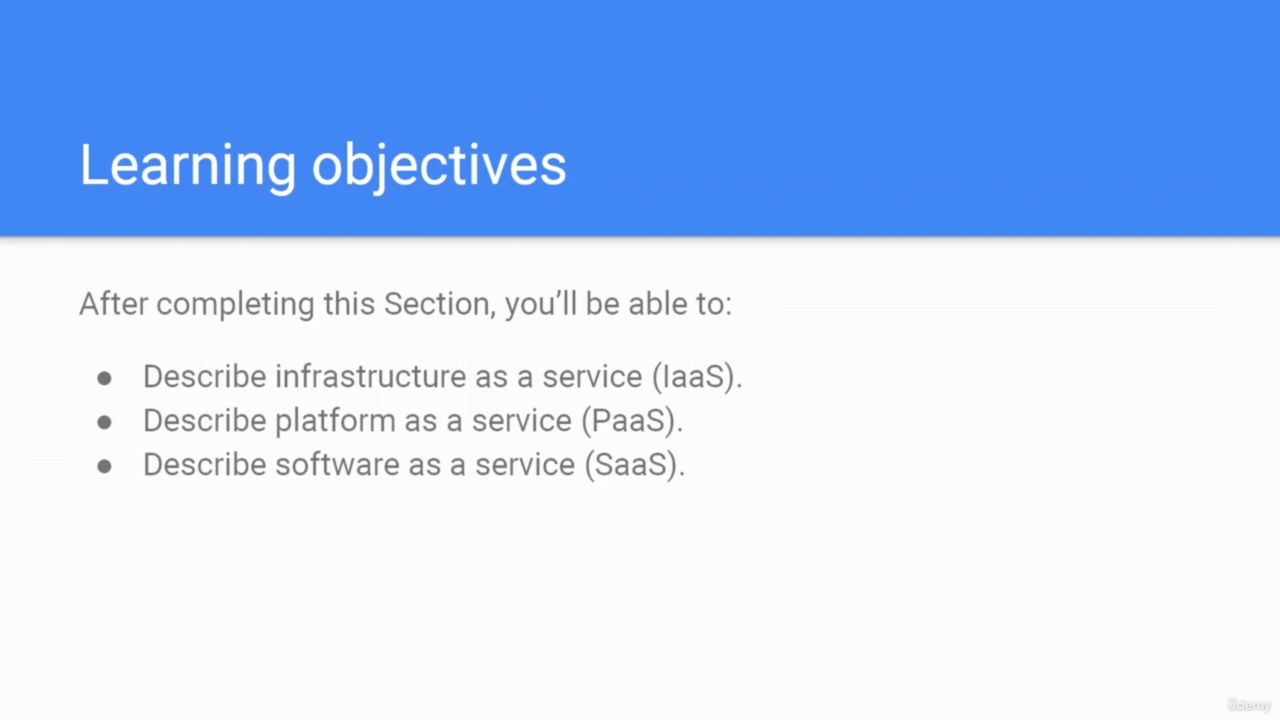 Learning objectives
After completing this Section, you’ll be able to:
● Describe infrastructure as a service (IaaS).
● Describe platform as a service (PaaS).
● Describe software as a service (SaaS).
ûdemy